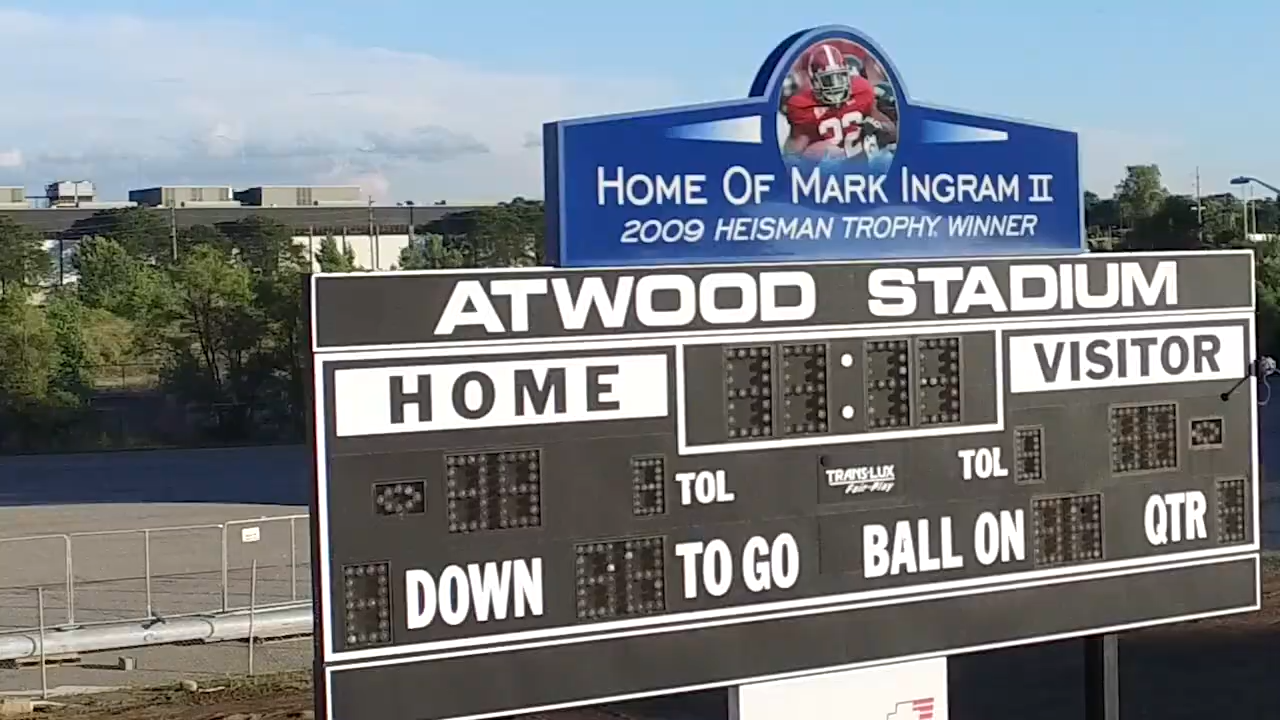 22
HOME OF MARK INGRAM II
2009 HEISMAN TROPHY WINNER
ATWOOD STADIUM
HOME
:
VISITOR
TOL
TRANS-LUX
Fair-Play
TOL
DOWN
TO GO
BALL ON
QTR